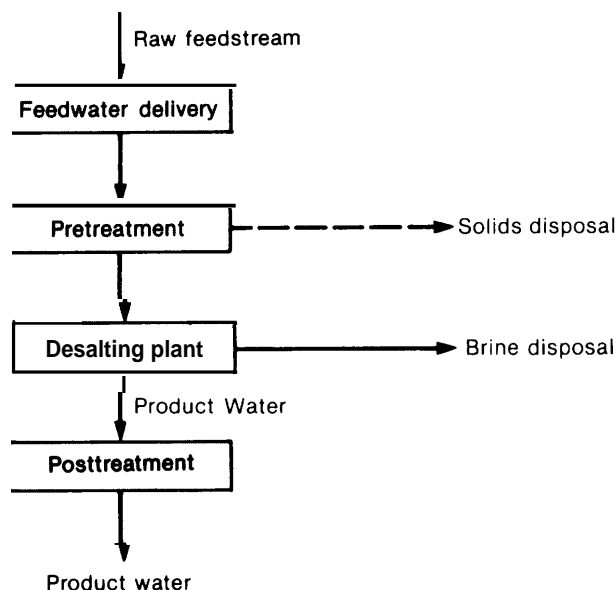 Raw feedstream
Feedwater delivery
Pretreatment
Solids disposal
Desalting plant
Brine disposal
Product Water
Posttreatment
Product water